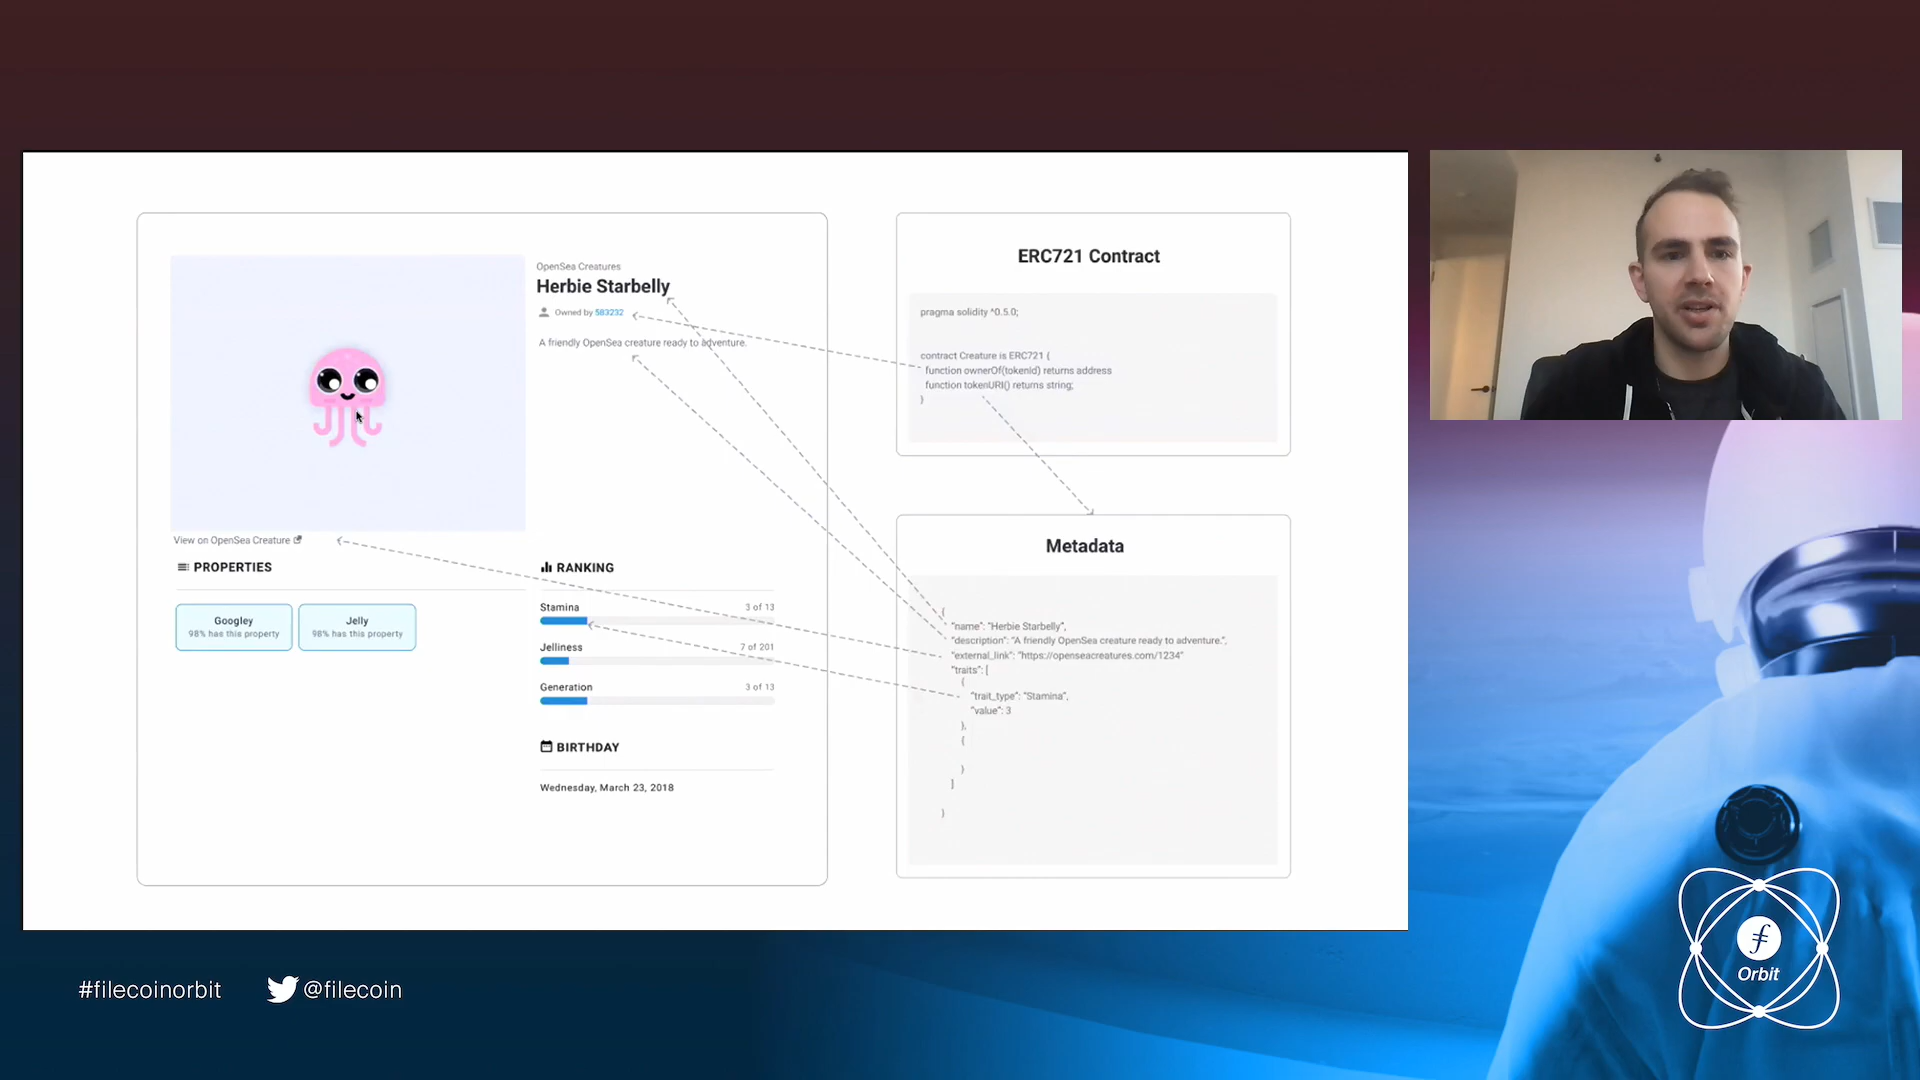 OpenSea Creatures
Herbie Starbelly
Owned by 583232
A friendly OpenSea creature ready to adventure.
View on OpenSea Creature
PROPERTIES
Googley
98% has this property
Jelly
98% has this property
RANKING
Stamina 3 of 13
Jelliness 7 of 201
Generation 3 of 13
BIRTHDAY
Wednesday, March 23, 2018
ERC721 Contract
pragma solidity ^0.5.0;
contract Creature is ERC721 {
function ownerOf(tokenId) returns address
function tokenURI() returns string;
}
Metadata
{
"name": "Herbie Starbelly",
"description": "A friendly OpenSea creature ready to adventure.",
"external_link": "https://openseacreatures.com/1234"
"traits": [
{
"trait_type": "Stamina",
"value": 3
},
{
}
]
}
#filecoinorbit
@filecoin
Orbit